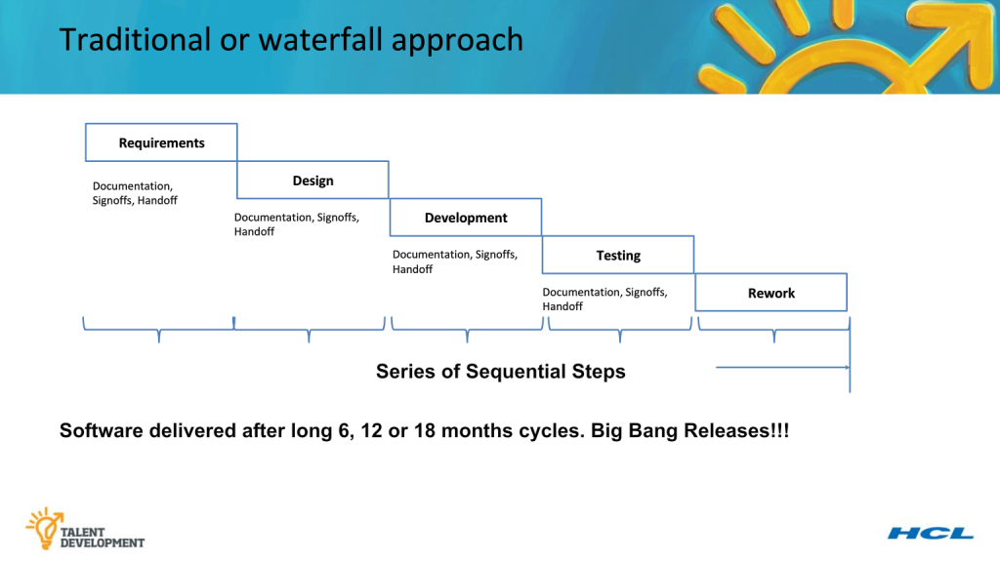 Traditional or waterfall approach
Requirements
Documentation,
Signoffs, Handoff
Design
Documentation, Signoffs,
Handoff
Development
Documentation, Signoffs,
Handoff
Testing
Documentation, Signoffs,
Handoff
Rework
Series of Sequential Steps
Software delivered after long 6, 12 or 18 months cycles. Big Bang Releases!!!
TALENT
DEVELOPMENT
HCL